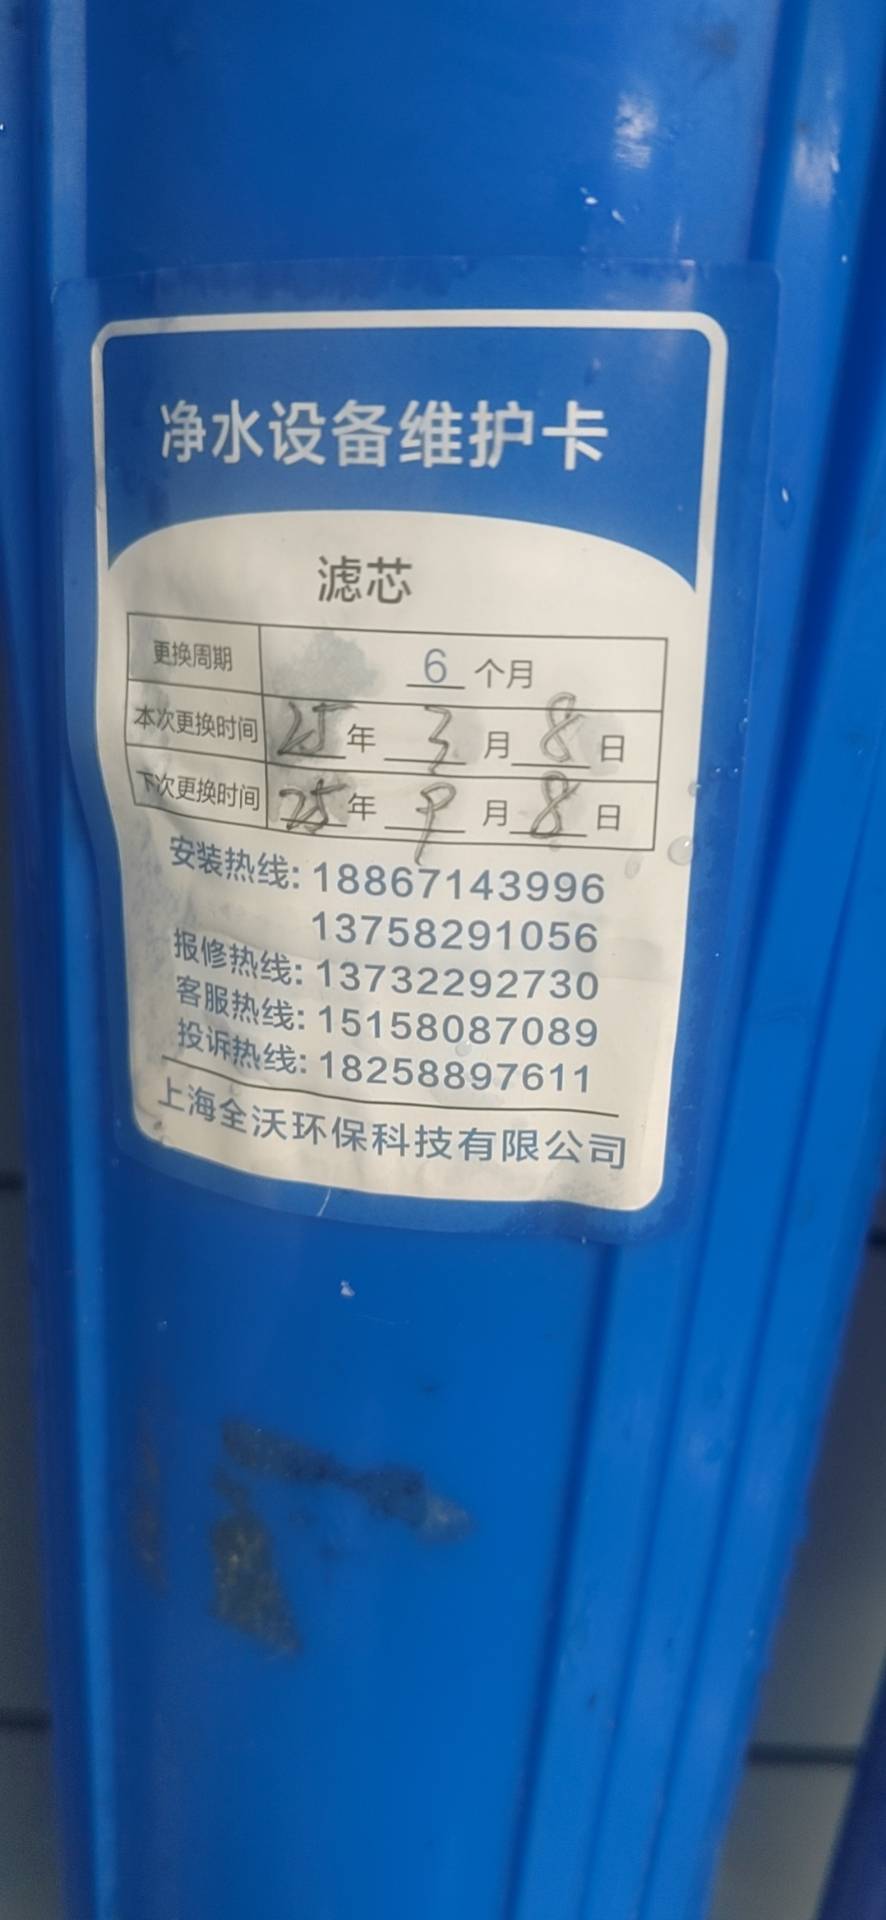 净水设备维护卡
滤芯
更换周期 6 个月
本次更换时间 25 年 3 月 8 日
下次更换时间 25 年 9 月 8 日
安装热线: 18867143996
13758291056
报修热线: 13732292730
客服热线: 15158087089
投诉热线: 18258897611
上海全沃环保科技有限公司